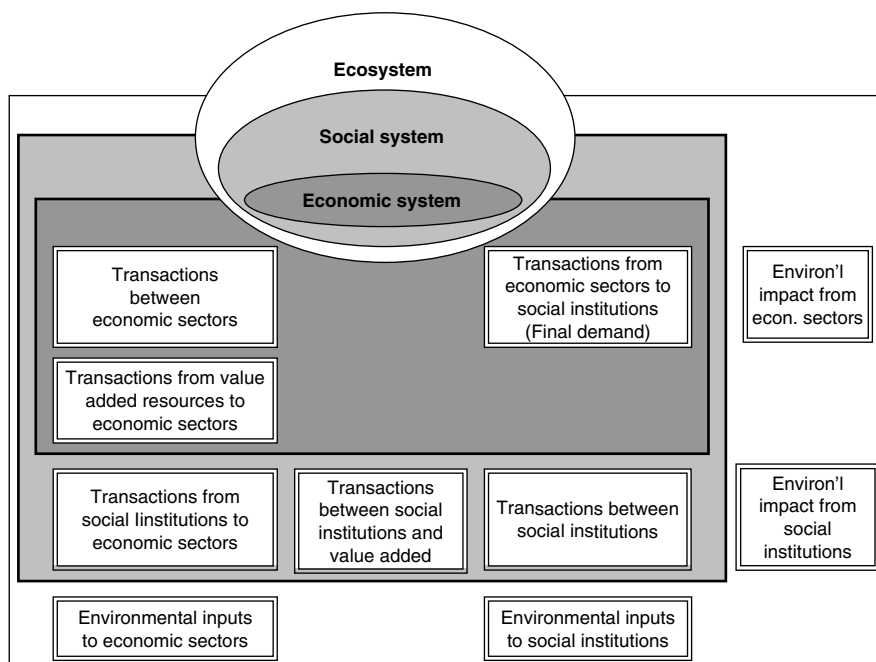 Ecosystem
Social system
Economic system
Transactions
between
economic sectors
Transactions from
economic sectors to
social institutions
(Final demand)
Environ’l
impact from
econ. sectors
Transactions from value
added resources to
economic sectors
Transactions from
social Iinstitutions to
economic sectors
Transactions
between social
institutions and
value added
Transactions between
social institutions
Environ’l
impact from
social
institutions
Environmental inputs
to economic sectors
Environmental inputs
to social institutions